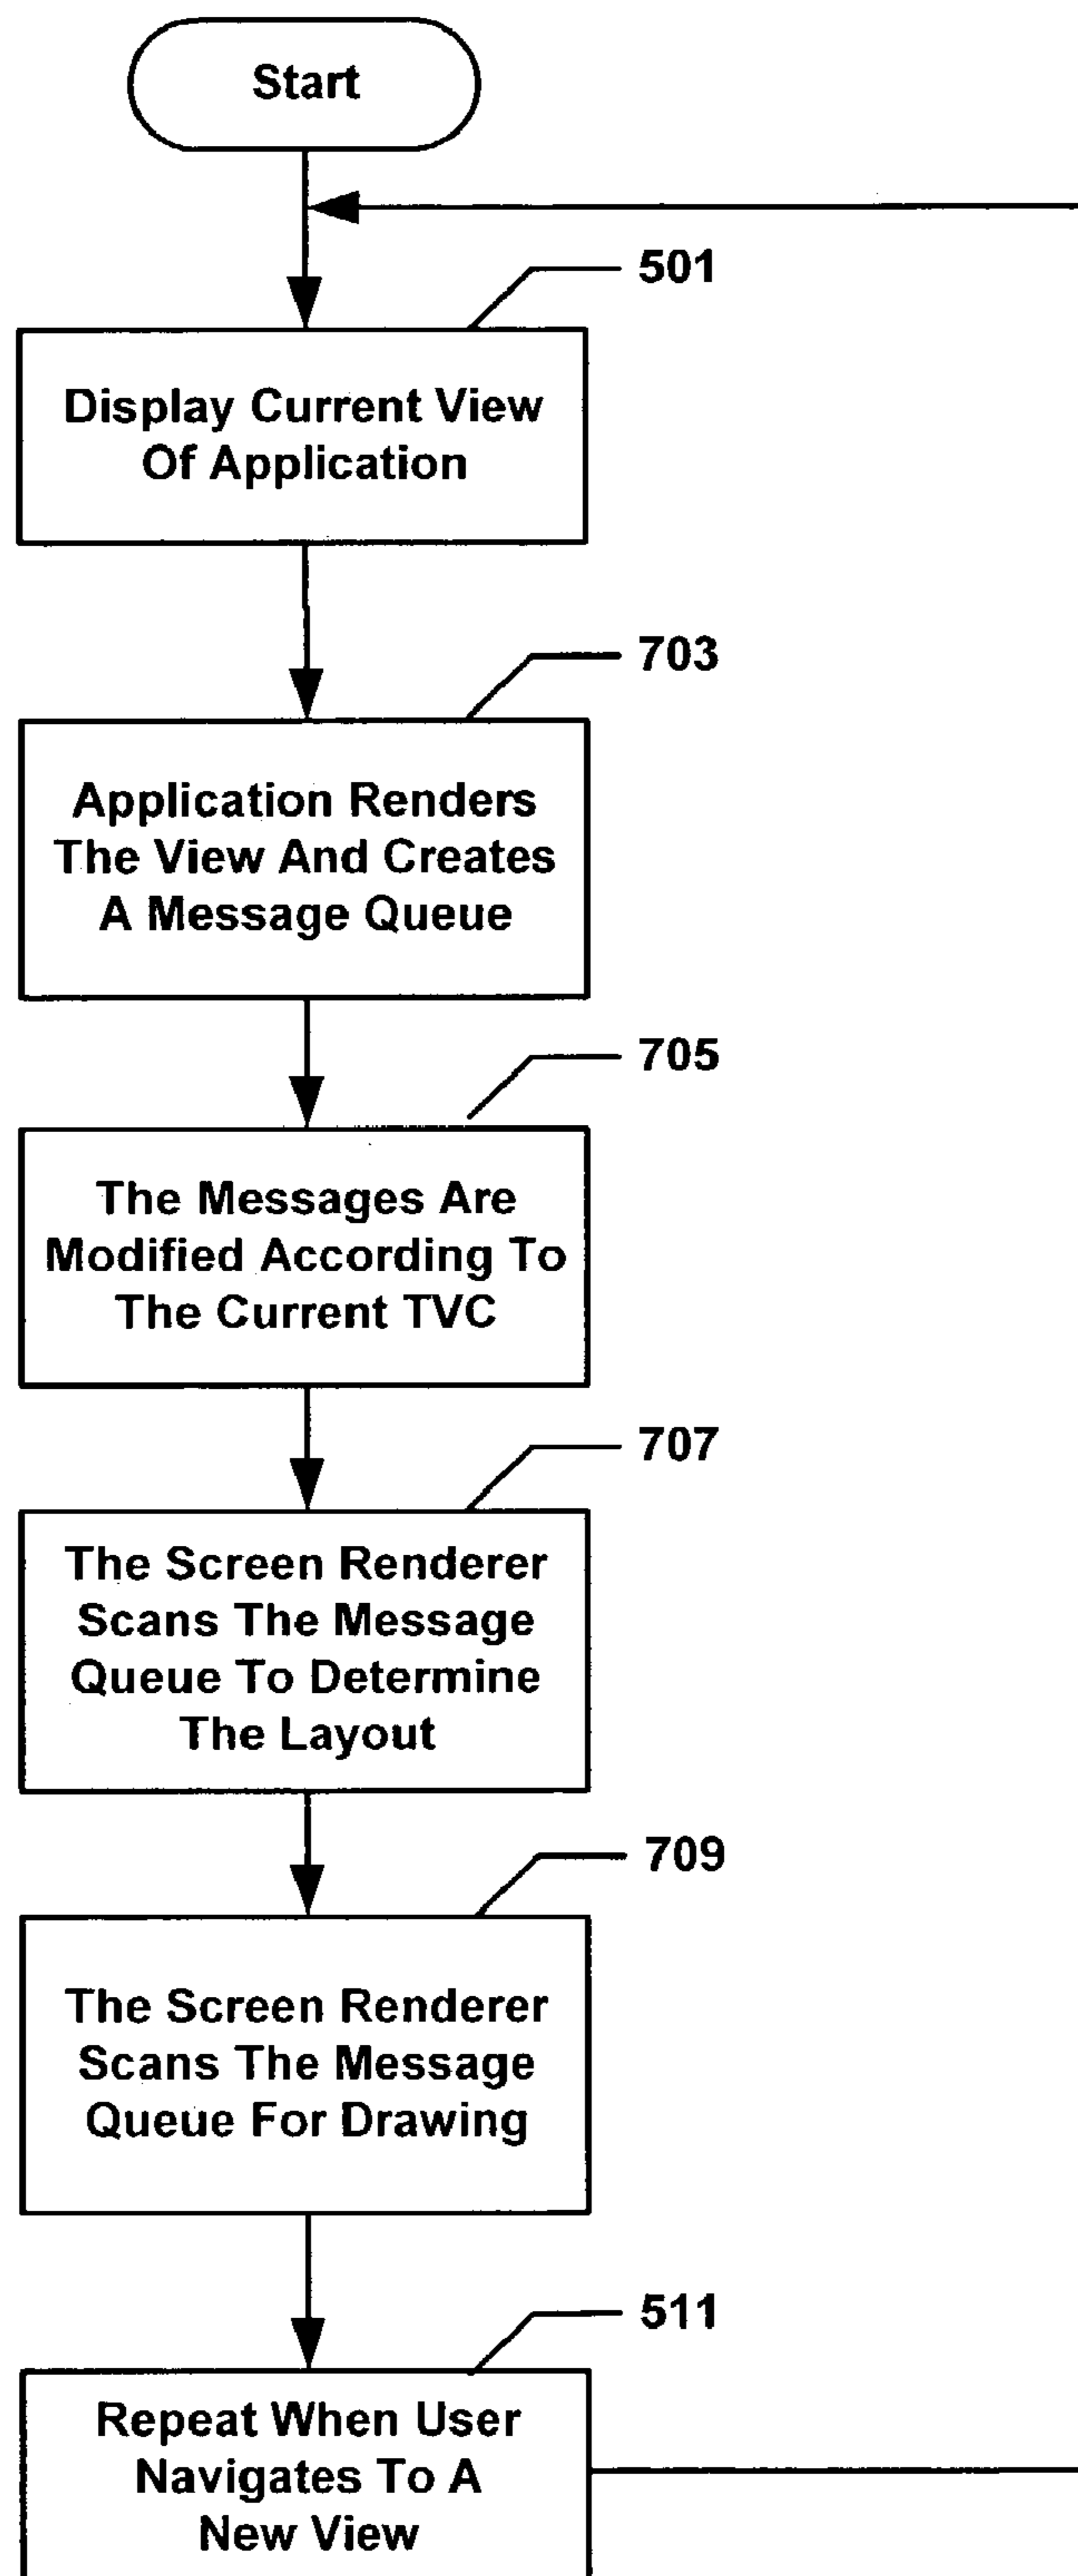 Start
501
Display Current View
Of Application
703
Application Renders
The View And Creates
A Message Queue
705
The Messages Are
Modified According To
The Current TVC
707
The Screen Renderer
Scans The Message
Queue To Determine
The Layout
709
The Screen Renderer
Scans The Message
Queue For Drawing
511
Repeat When User
Navigates To A
New View